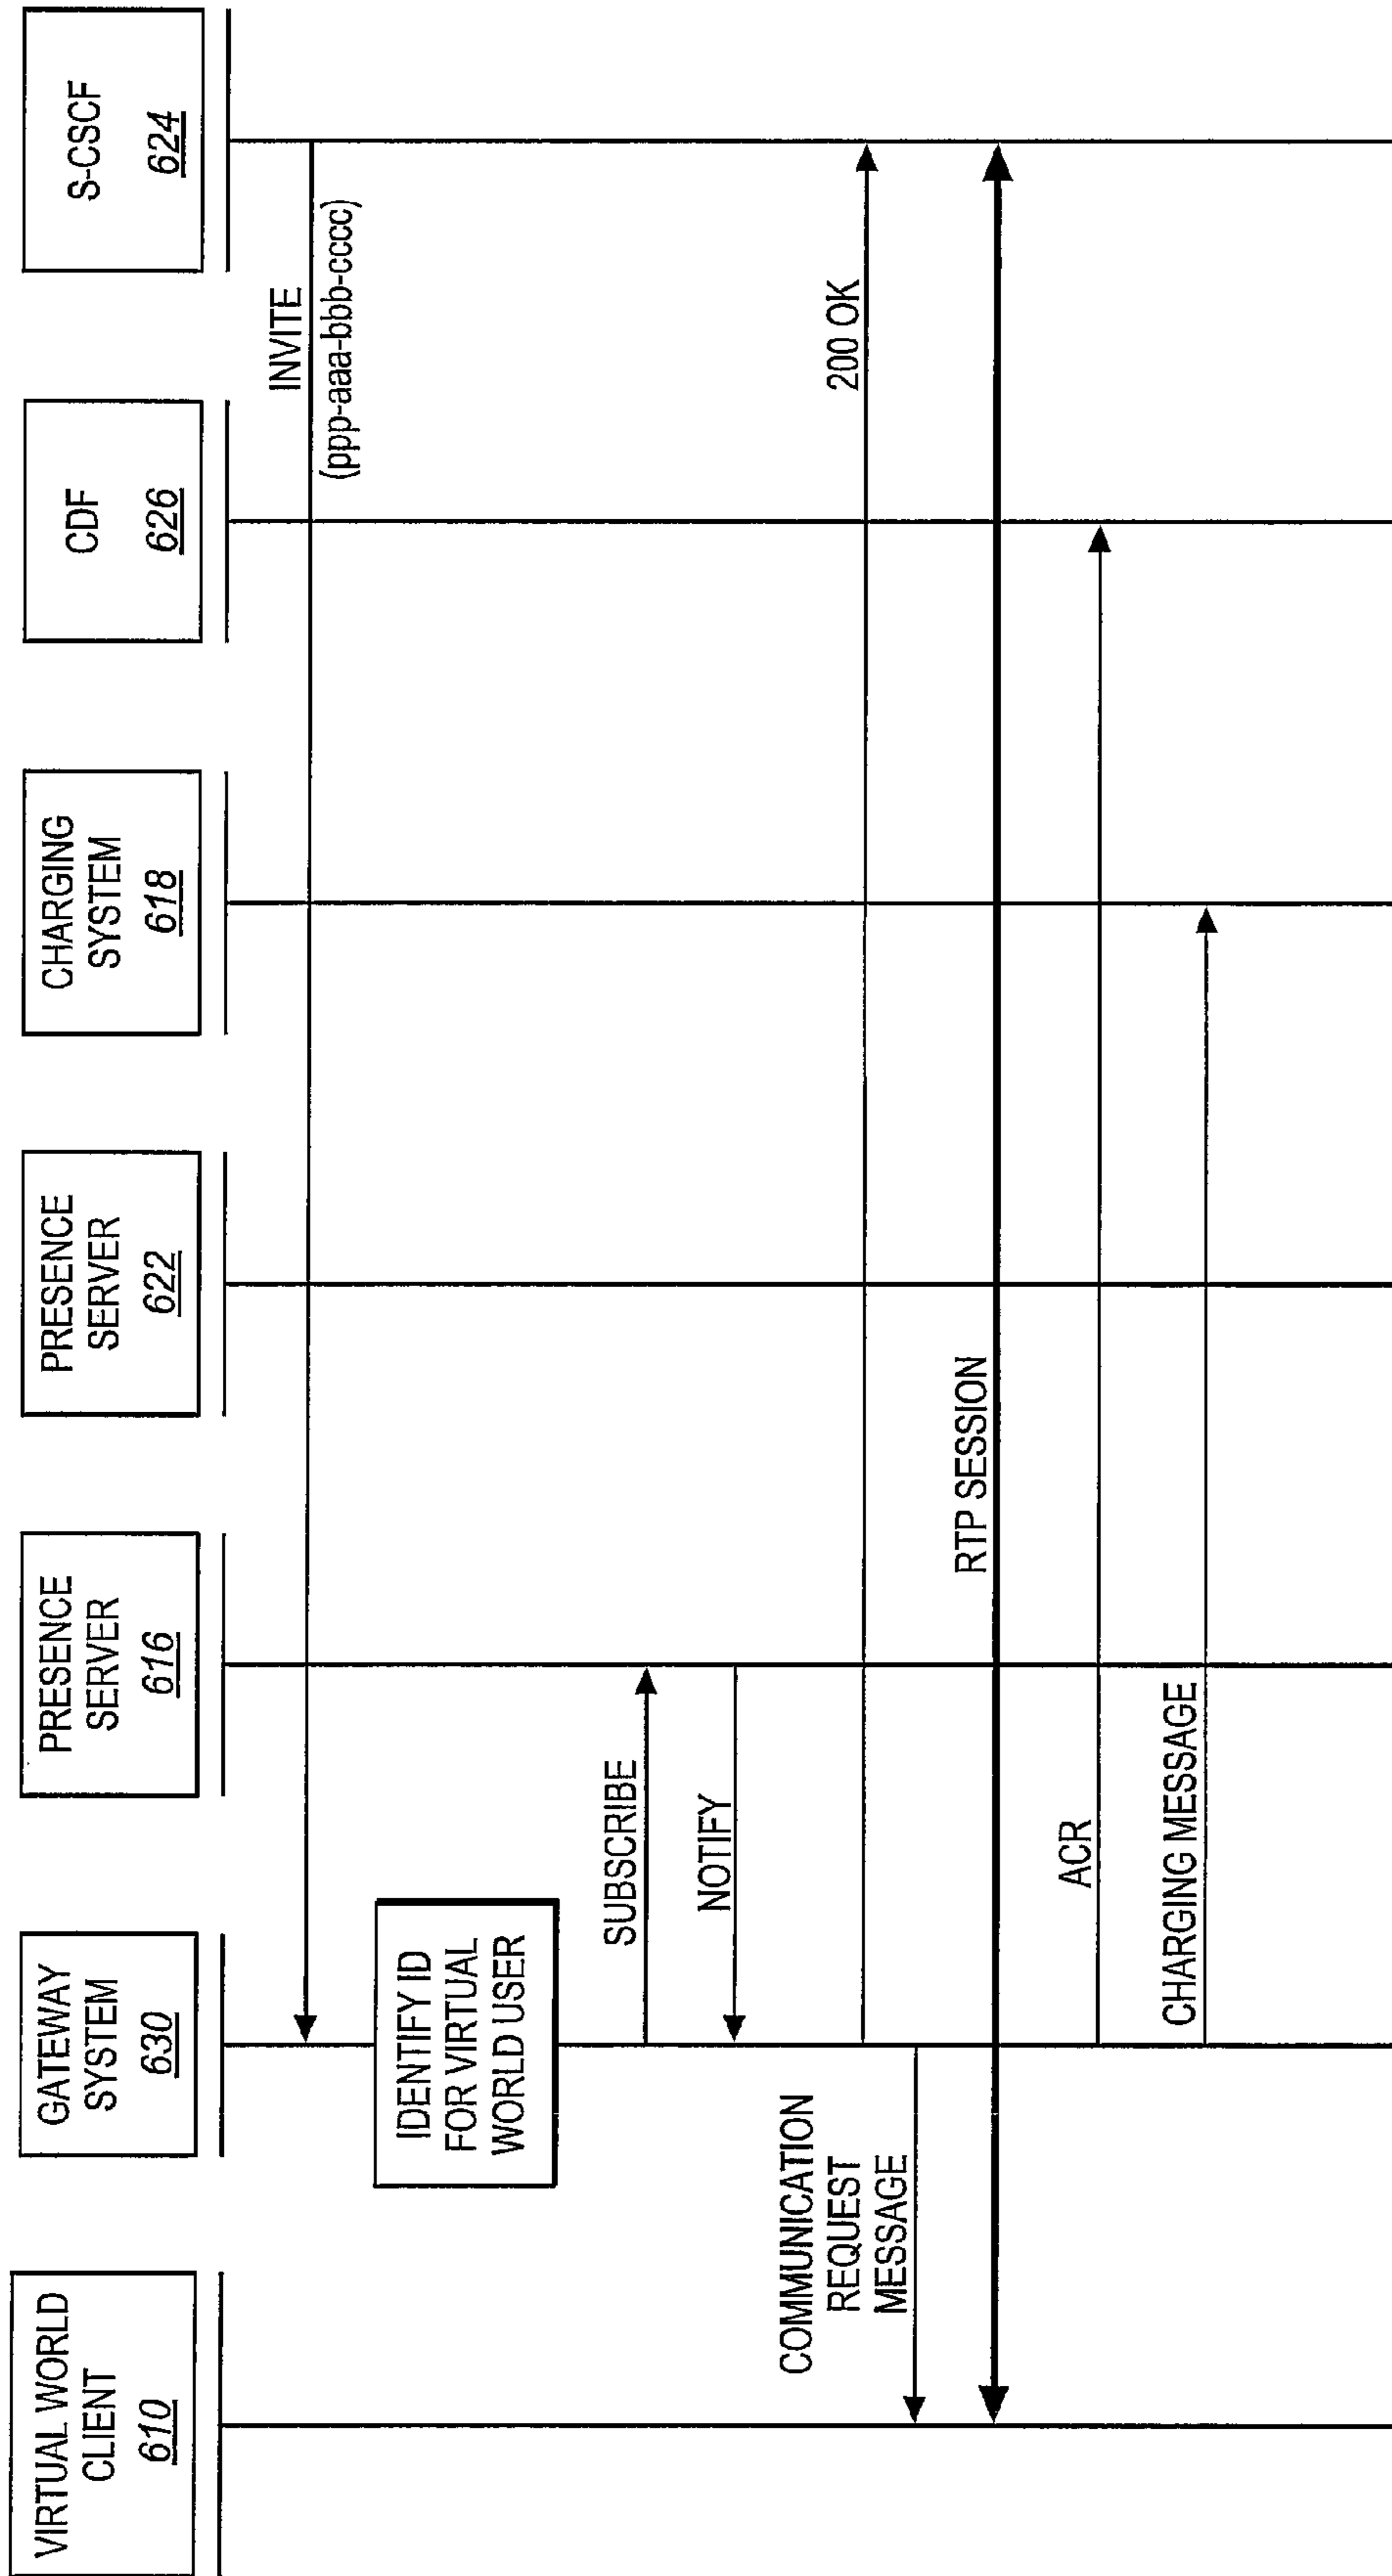 VIRTUAL WORLD
CLIENT
610
GATEWAY
SYSTEM
630
PRESENCE
SERVER
616
PRESENCE
SERVER
622
CHARGING
SYSTEM
618
CDF
626
S-CSCF
624
INVITE
(ppp-aaa-bbb-cccc)
IDENTIFY ID
FOR VIRTUAL
WORLD USER
SUBSCRIBE
NOTIFY
200 OK
COMMUNICATION
REQUEST
MESSAGE
RTP SESSION
ACR
CHARGING MESSAGE